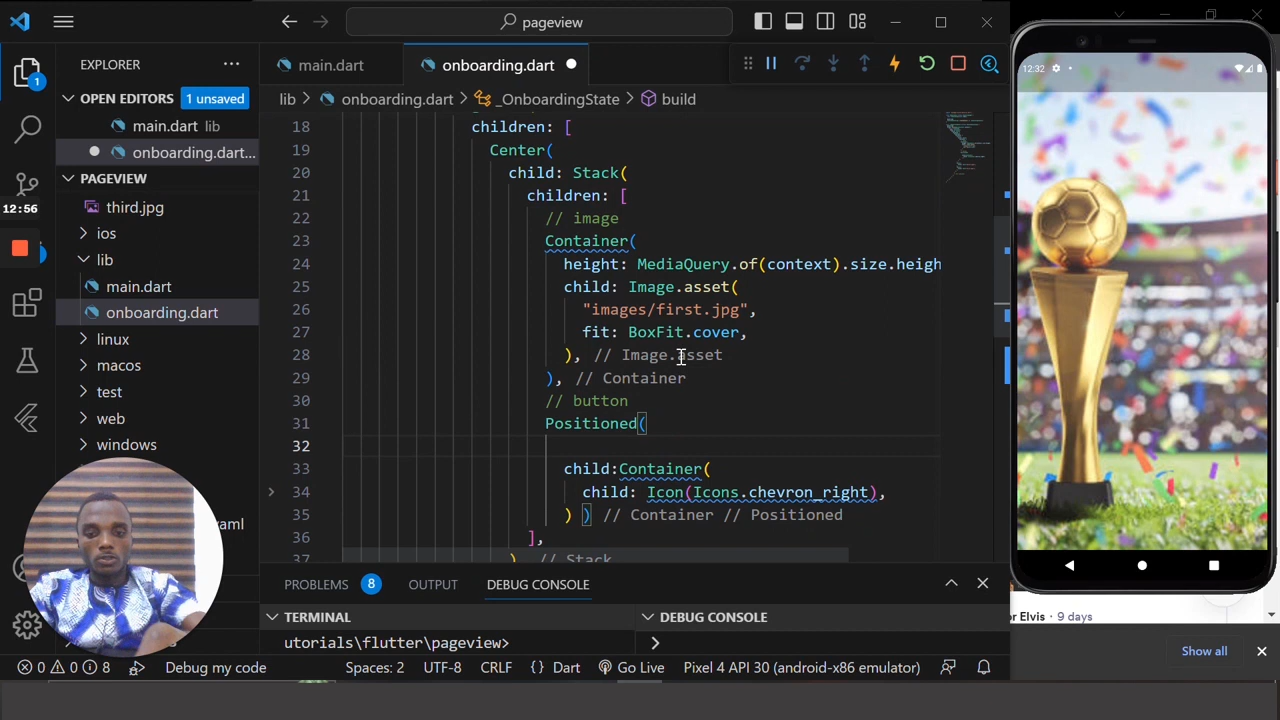 pageview
EXPLORER
main.dart
onboarding.dart
OPEN EDITORS
1 unsaved
lib > onboarding.dart > _OnboardingState > build
main.dart lib
onboarding.dart...
PAGEVIEW
third.jpg
ios
lib
main.dart
onboarding.dart
linux
macos
test
web
windows
aml
1
12:56
18 children: [
19 Center(
20 child: Stack(
21 children: [
22 // image
23 Container(
24 height: MediaQuery.of(context).size.heigh
25 child: Image.asset(
26 "images/first.jpg",
27 fit: BoxFit.cover,
28 ), // Image.asset
29 ), // Container
30 // button
31 Positioned(
32
33 child:Container(
34 child: Icon(Icons.chevron_right),
35 ) ) // Container // Positioned
36 ],
37 ) // Stack
PROBLEMS 8 OUTPUT DEBUG CONSOLE
TERMINAL
DEBUG CONSOLE
utorials\flutter\pageview>
>
0 0 8 Debug my code Spaces: 2 UTF-8 CRLF {} Dart Go Live Pixel 4 API 30 (android-x86 emulator)
12:32
or Elvis · 9 days
Show all